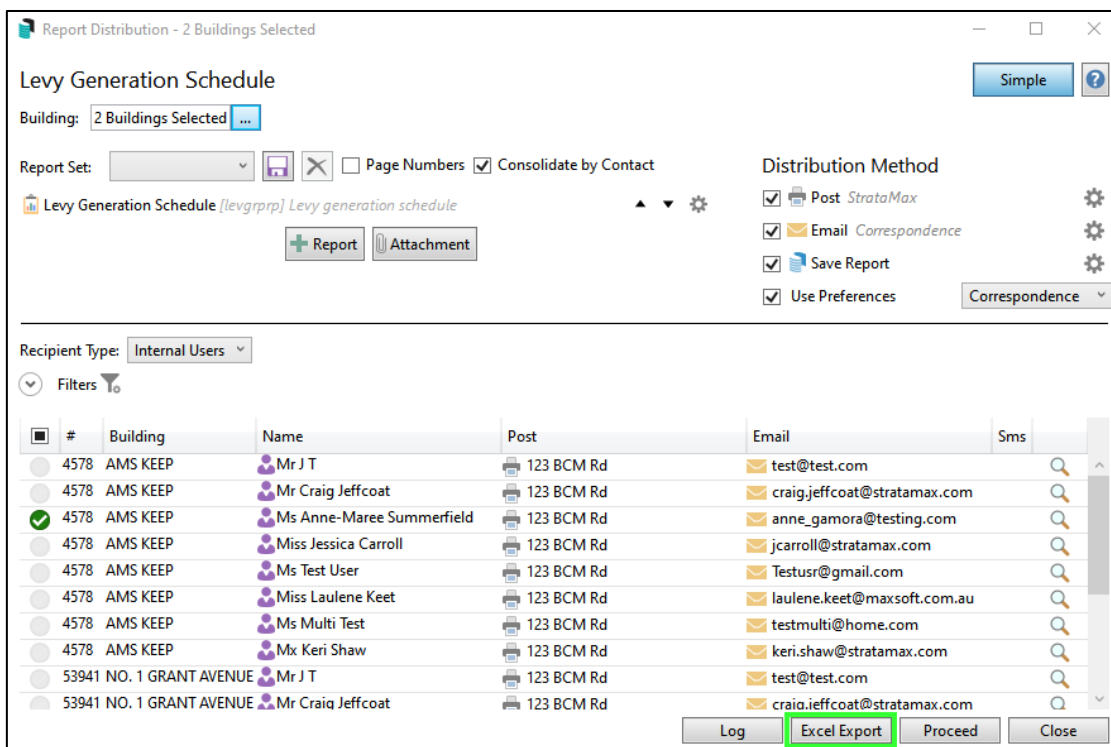 Report Distribution - 2 Buildings Selected
Levy Generation Schedule
Simple
?
Building: 2 Buildings Selected ...
Report Set: Page Numbers Consolidate by Contact
Distribution Method
Levy Generation Schedule [levgrprp] Levy generation schedule
Post StrataMax
Report Attachment
Email Correspondence
Save Report
Use Preferences Correspondence
Recipient Type: Internal Users
Filters
# Building Name Post Email Sms
4578 AMS KEEP Mr J T 123 BCM Rd test@test.com
4578 AMS KEEP Mr Craig Jeffcoat 123 BCM Rd craig.jeffcoat@stratamax.com
4578 AMS KEEP Ms Anne-Maree Summerfield 123 BCM Rd anne_gamora@testing.com
4578 AMS KEEP Miss Jessica Carroll 123 BCM Rd jcarroll@stratamax.com
4578 AMS KEEP Ms Test User 123 BCM Rd Testusr@gmail.com
4578 AMS KEEP Miss Laulene Keet 123 BCM Rd laulene.keet@maxsoft.com.au
4578 AMS KEEP Ms Multi Test 123 BCM Rd testmulti@home.com
4578 AMS KEEP Mx Keri Shaw 123 BCM Rd keri.shaw@stratamax.com
53941 NO. 1 GRANT AVENUE Mr J T 123 BCM Rd test@test.com
53941 NO. 1 GRANT AVENUE Mr Craig Jeffcoat 123 BCM Rd craig.jeffcoat@stratamax.com
Log Excel Export Proceed Close